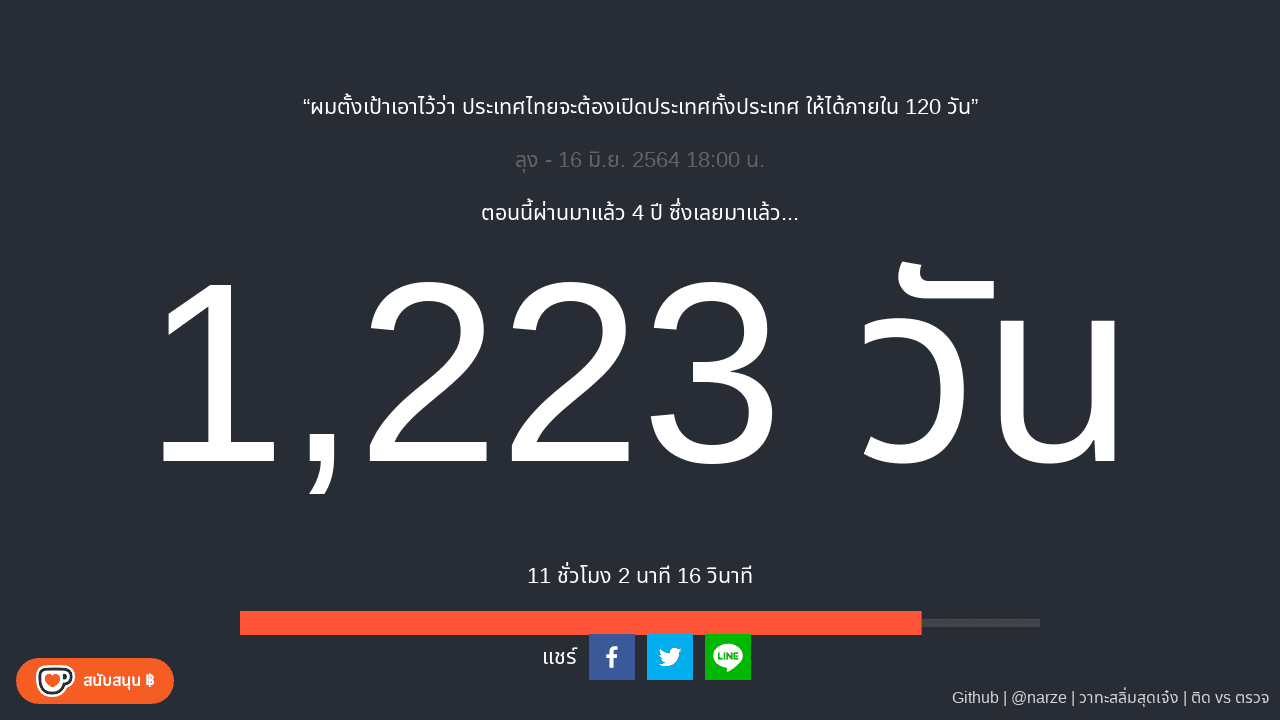 “ผมตั้งเป้าเอาไว้ว่า ประเทศไทยจะต้องเปิดประเทศทั้งประเทศ ให้ได้ภายใน 120 วัน”
ลุง - 16 มิ.ย. 2564 18:00 น.
ตอนนี้ผ่านมาแล้ว 4 ปี ซึ่งเลยมาแล้ว...
1,223 วัน
11 ชั่วโมง 2 นาที 16 วินาที
แชร์
LINE
สนับสนุน ฿
Github | @narze | วาทะสลิ่มสุดเจ๋ง | ติด vs ตรวจ